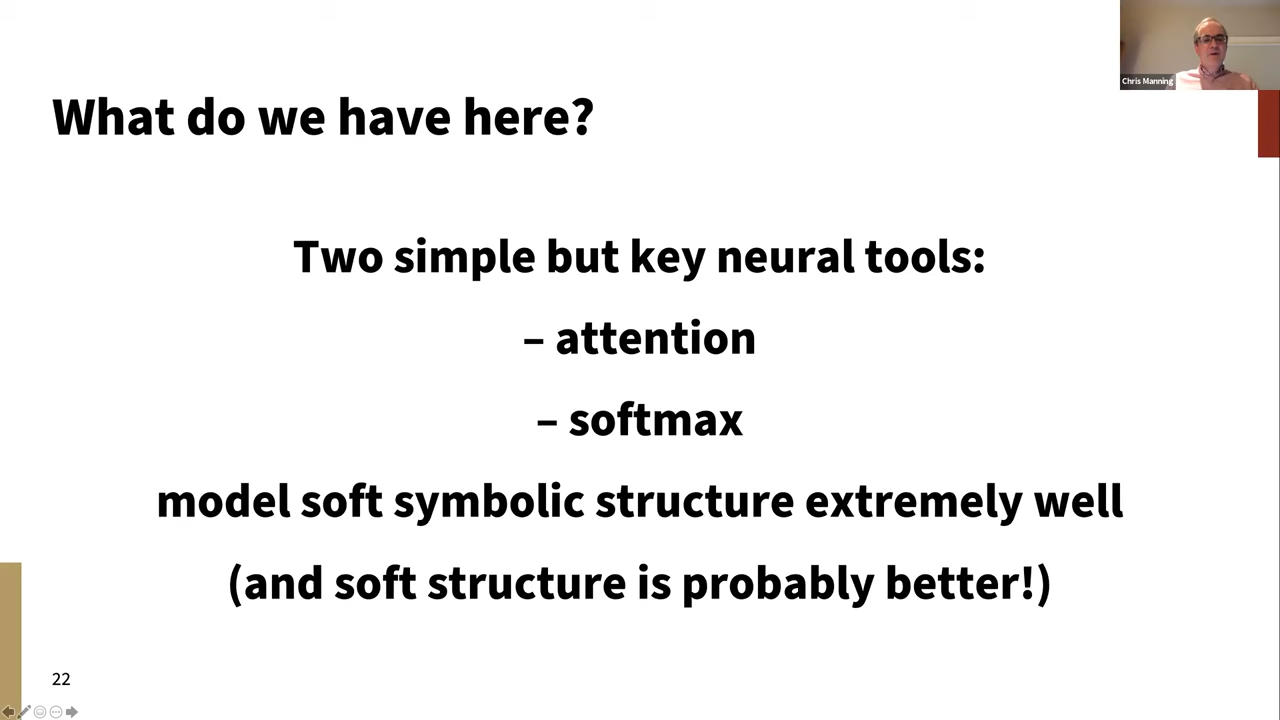 Chris Manning
What do we have here?
Two simple but key neural tools:
– attention
– softmax
model soft symbolic structure extremely well
(and soft structure is probably better!)
22